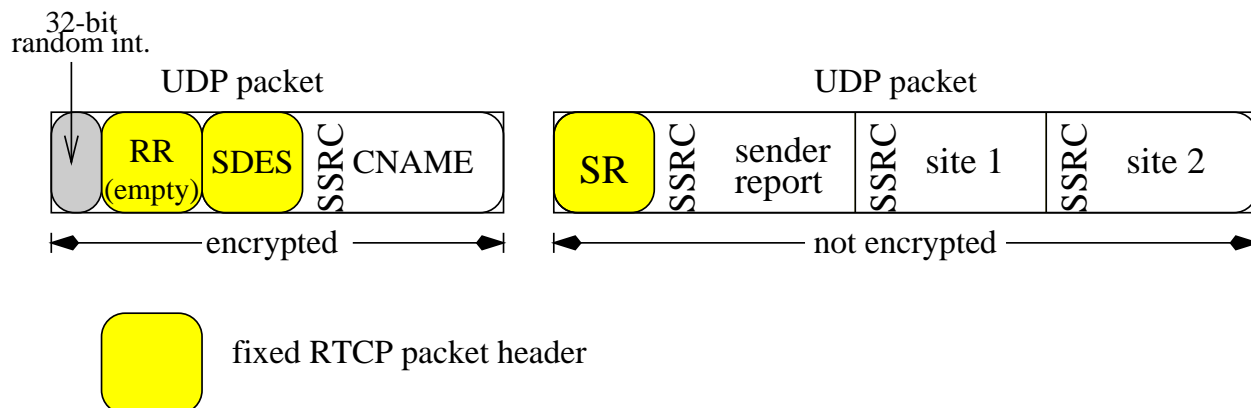 32-bit
random int.
UDP packet
UDP packet
RR
(empty)
SDES
SSRC
CNAME
SR
SSRC
sender
report
SSRC
site 1
SSRC
site 2
encrypted
not encrypted
fixed RTCP packet header